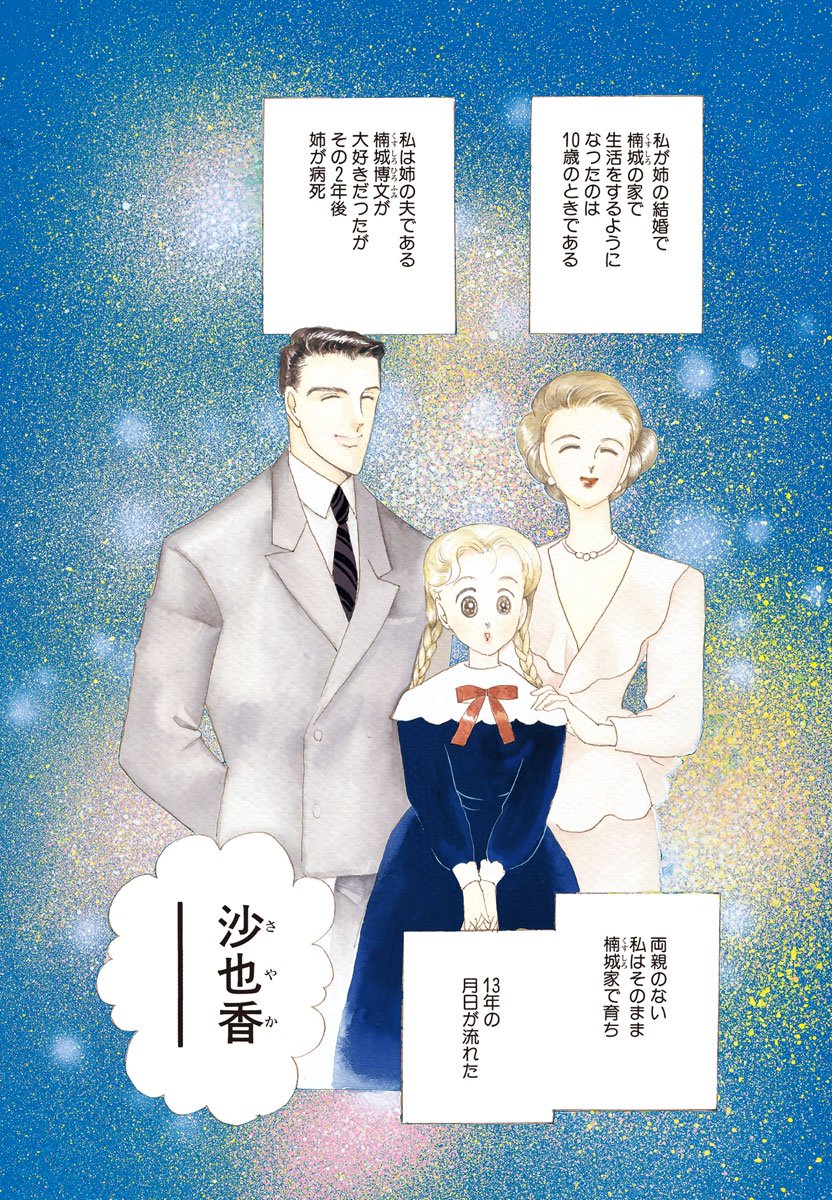 私が姉の結婚で
楠城の家で
生活をするように
なったのは
10歳のときである
私は姉の夫である
楠城博文が
大好きだったが
その2年後
姉が病死
両親のない
私はそのまま
楠城家で育ち
13年の
月日が流れた
沙也香――